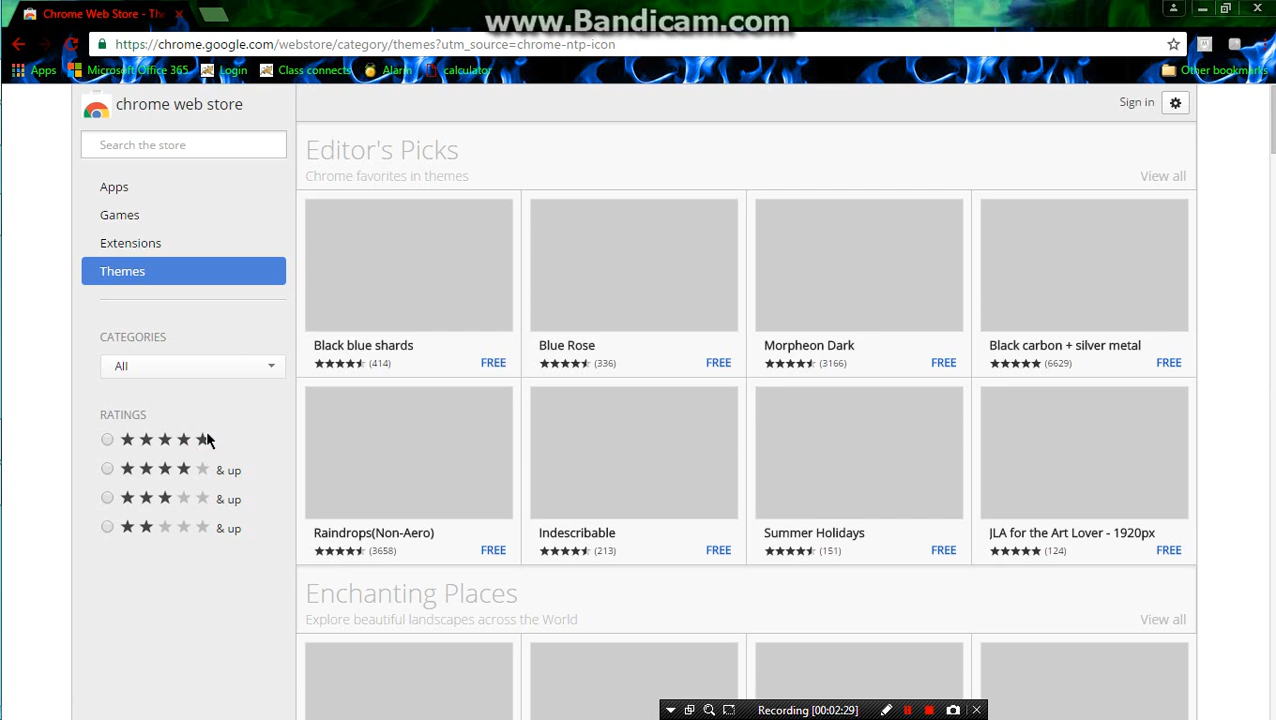 Chrome Web Store - The
www.Bandicam.com
https://chrome.google.com/webstore/category/themes?utm_source=chrome-ntp-icon
Apps Microsoft Office 365 Login Class connects Alarm calculator Other bookmarks
chrome web store
Sign in
Search the store
Apps
Games
Extensions
Themes
CATEGORIES
All
RATINGS
& up
& up
& up
Editor's Picks
Chrome favorites in themes View all
Black blue shards
(414) FREE
Blue Rose
(336) FREE
Morpheon Dark
(3166) FREE
Black carbon + silver metal
(6629) FREE
Raindrops(Non-Aero)
(3658) FREE
Indescribable
(213) FREE
Summer Holidays
(151) FREE
JLA for the Art Lover - 1920px
(124) FREE
Enchanting Places
Explore beautiful landscapes across the World View all
Recording [00:02:29]